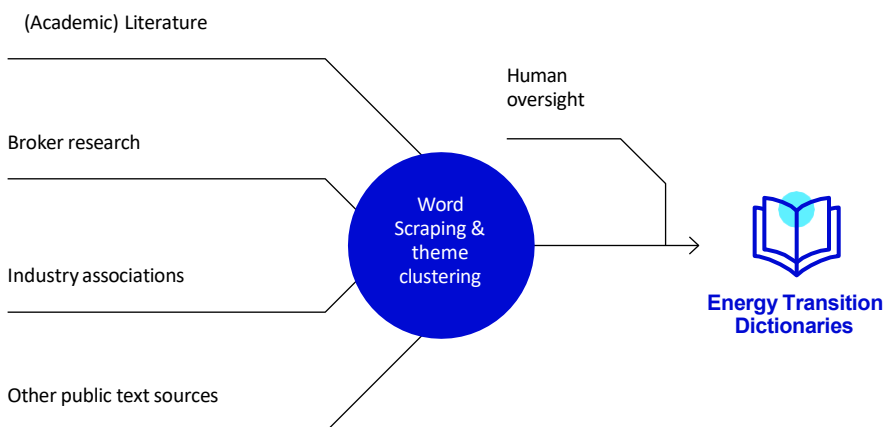 (Academic) Literature
Broker research
Industry associations
Other public text sources
Word
Scraping &
theme
clustering
Human
oversight
Energy Transition
Dictionaries